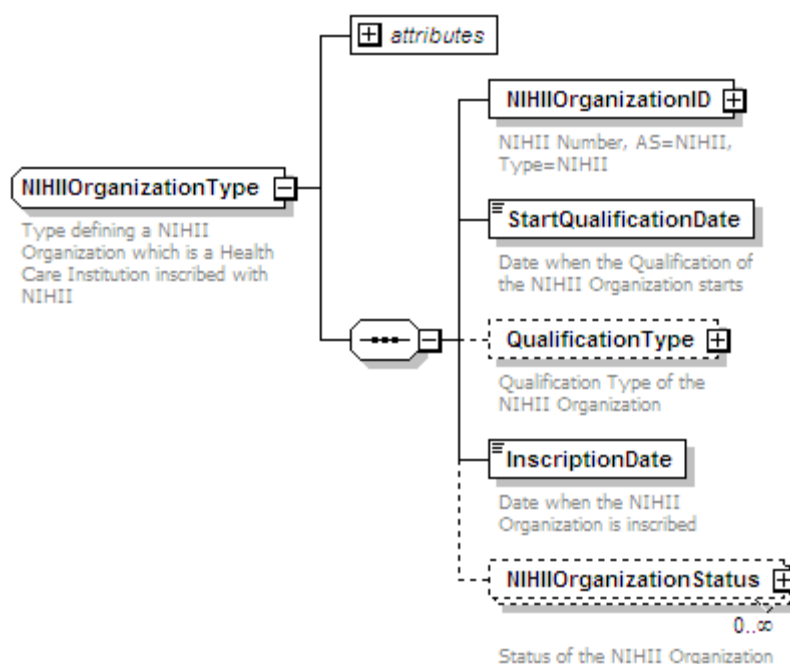 attributes
NIHIIOrganizationID
NIHII Number, AS=NIHII,
Type=NIHII
NIHIIOrganizationType
Type defining a NIHII
Organization which is a Health
Care Institution inscribed with
NIHII
StartQualificationDate
Date when the Qualification of
the NIHII Organization starts
QualificationType
Qualification Type of the
NIHII Organization
InscriptionDate
Date when the NIHII
Organization is inscribed
NIHIIOrganizationStatus
0..∞
Status of the NIHII Organization